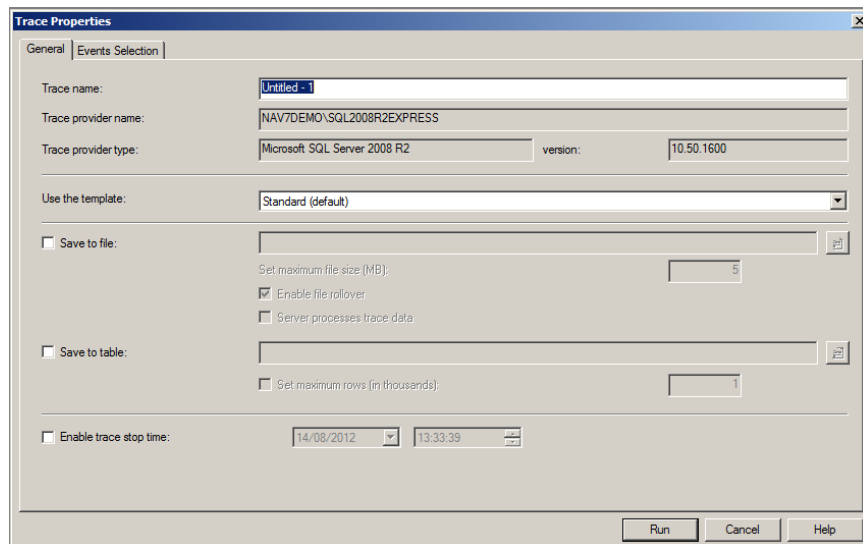 Trace Properties
General Events Selection
Trace name: Untitled - 1
Trace provider name: NAV7DEMO\SQL2008R2EXPRESS
Trace provider type: Microsoft SQL Server 2008 R2 version: 10.50.1600
Use the template: Standard (default)
Save to file:
Set maximum file size (MB): 5
Enable file rollover
Server processes trace data
Save to table:
Set maximum rows (in thousands): 1
Enable trace stop time: 14/08/2012 13:33:39
Run Cancel Help